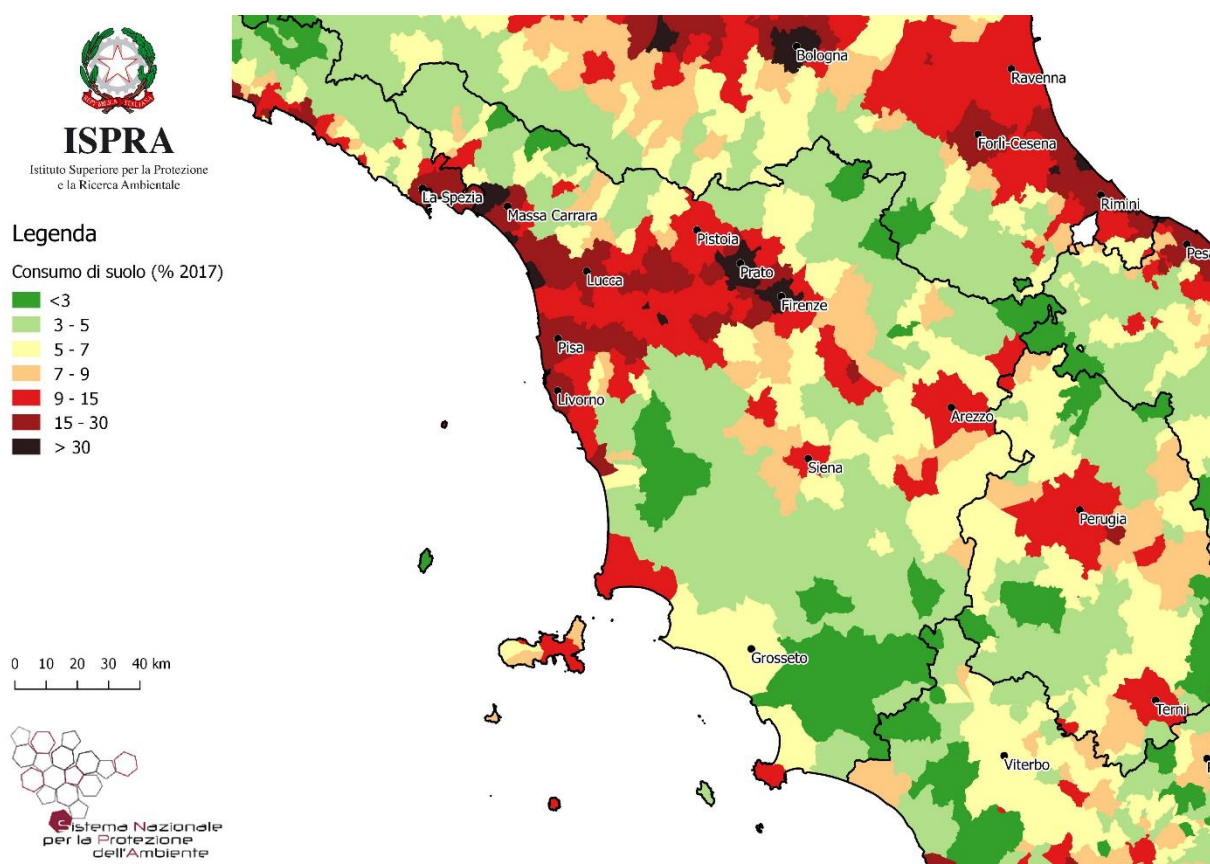 REPVBBLICA ITALIANA
ISPRA
Istituto Superiore per la Protezione
e la Ricerca Ambientale
Legenda
Consumo di suolo (% 2017)
<3
3 - 5
5 - 7
7 - 9
9 - 15
15 - 30
> 30
0 10 20 30 40 km
Sistema Nazionale
per la Protezione
dell'Ambiente
Bologna
Ravenna
Forlì-Cesena
La Spezia
Massa Carrara
Rimini
Pistoia
Pesa
Prato
Lucca
Firenze
Pisa
Livorno
Arezzo
Siena
Perugia
Grosseto
Terni
Viterbo